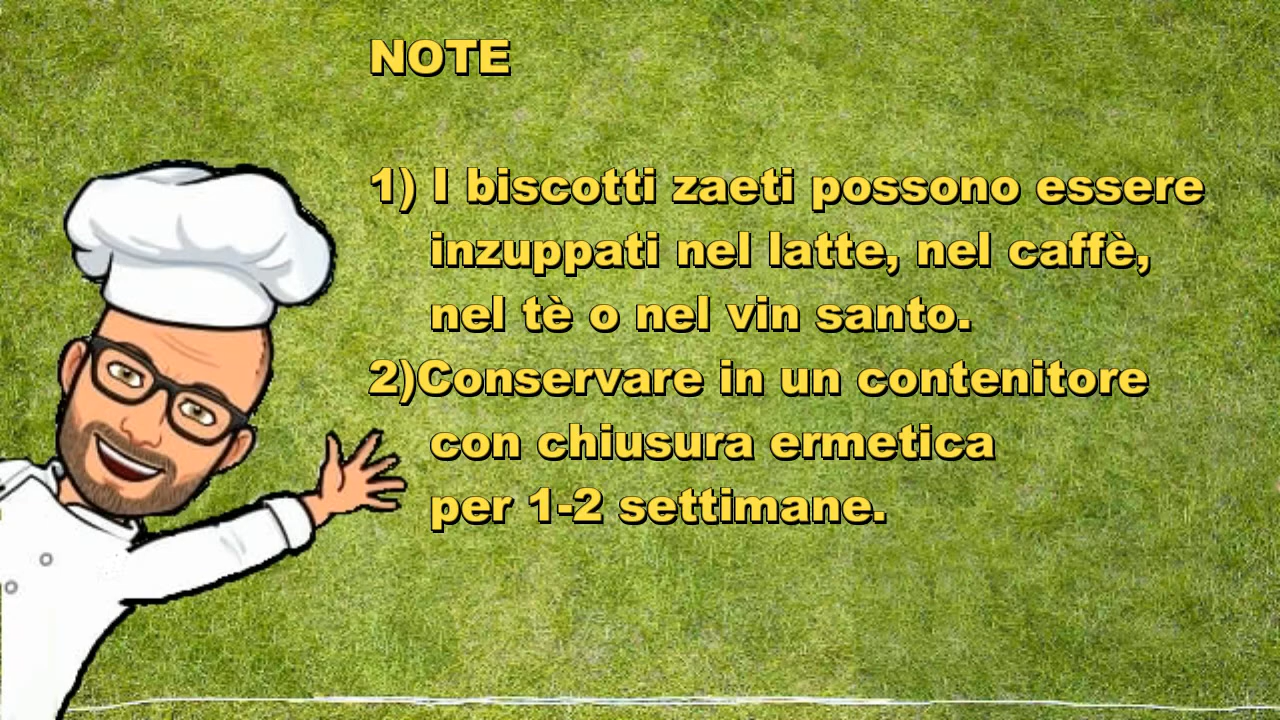 NOTE
1) I biscotti zaeti possono essere
inzuppati nel latte, nel caffè,
nel tè o nel vin santo.
2)Conservare in un contenitore
con chiusura ermetica
per 1-2 settimane.